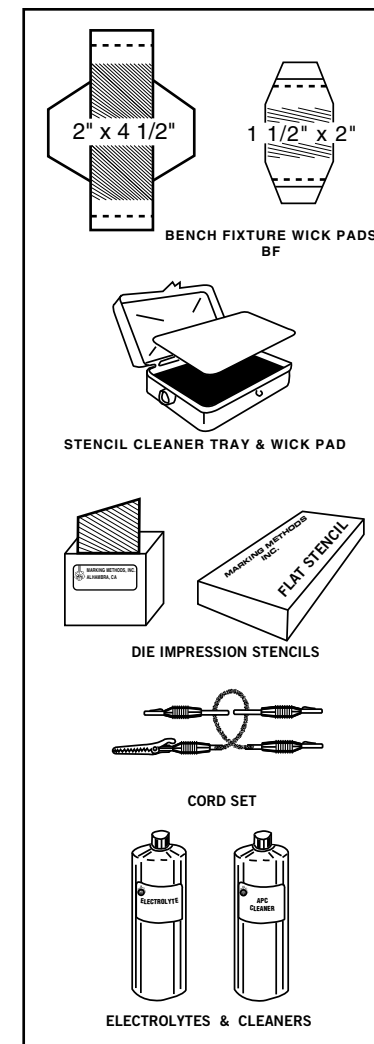 2" x 4 1/2"
1 1/2" x 2"
BENCH FIXTURE WICK PADS
BF
STENCIL CLEANER TRAY & WICK PAD
MARKING METHODS, INC.
ALHAMBRA, CA
MARKING METHODS
INC.
FLAT STENCIL
DIE IMPRESSION STENCILS
CORD SET
ELECTROLYTE
APC
CLEANER
ELECTROLYTES & CLEANERS